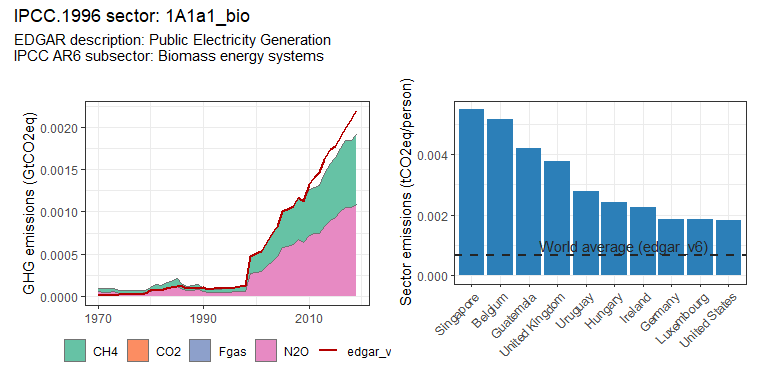 IPCC.1996 sector: 1A1a1_bio
EDGAR description: Public Electricity Generation
IPCC AR6 subsector: Biomass energy systems
GHG emissions (GtCO2eq)
0.0020
0.0015
0.0010
0.0005
0.0000
1970
1990
2010
CH4
CO2
Fgas
N2O
edgar_v
Sector emissions (tCO2eq/person)
0.004
0.002
0.000
World average (edgar_v6)
Singapore
Belgium
Guatemala
United Kingdom
Uruguay
Hungary
Ireland
Germany
Luxembourg
United States